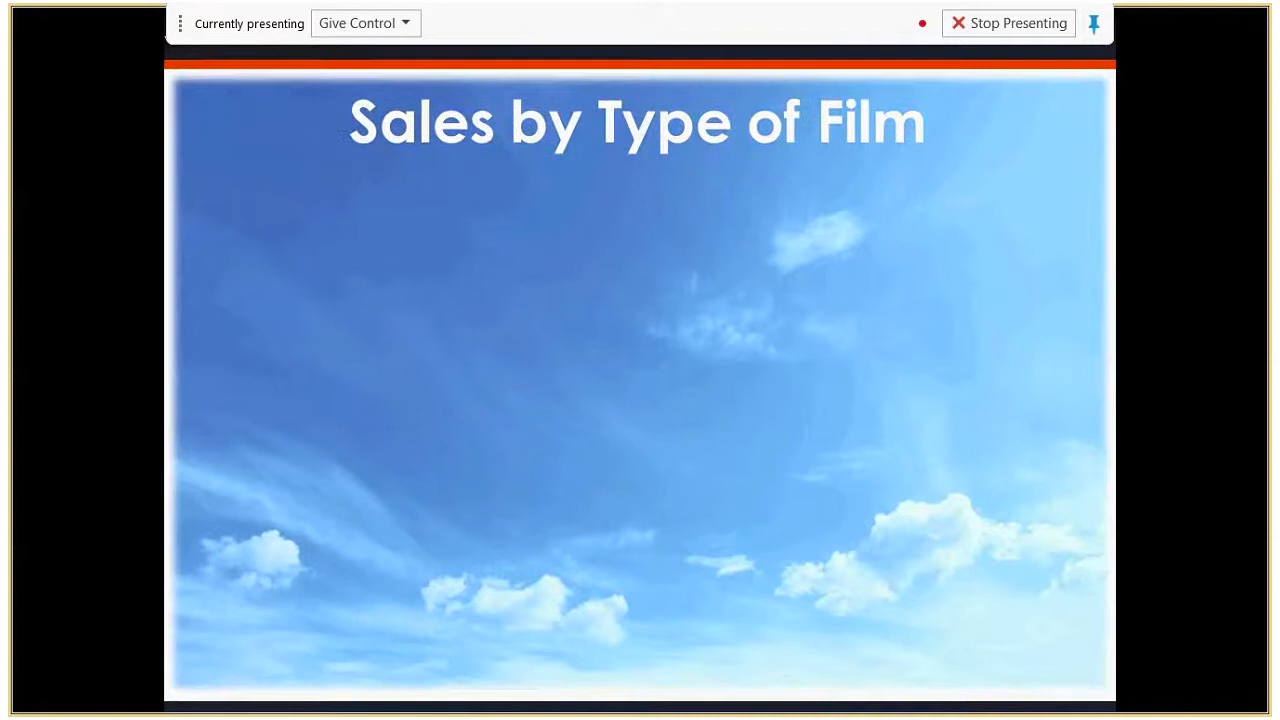 Currently presenting Give Control Stop Presenting
Sales by Type of Film